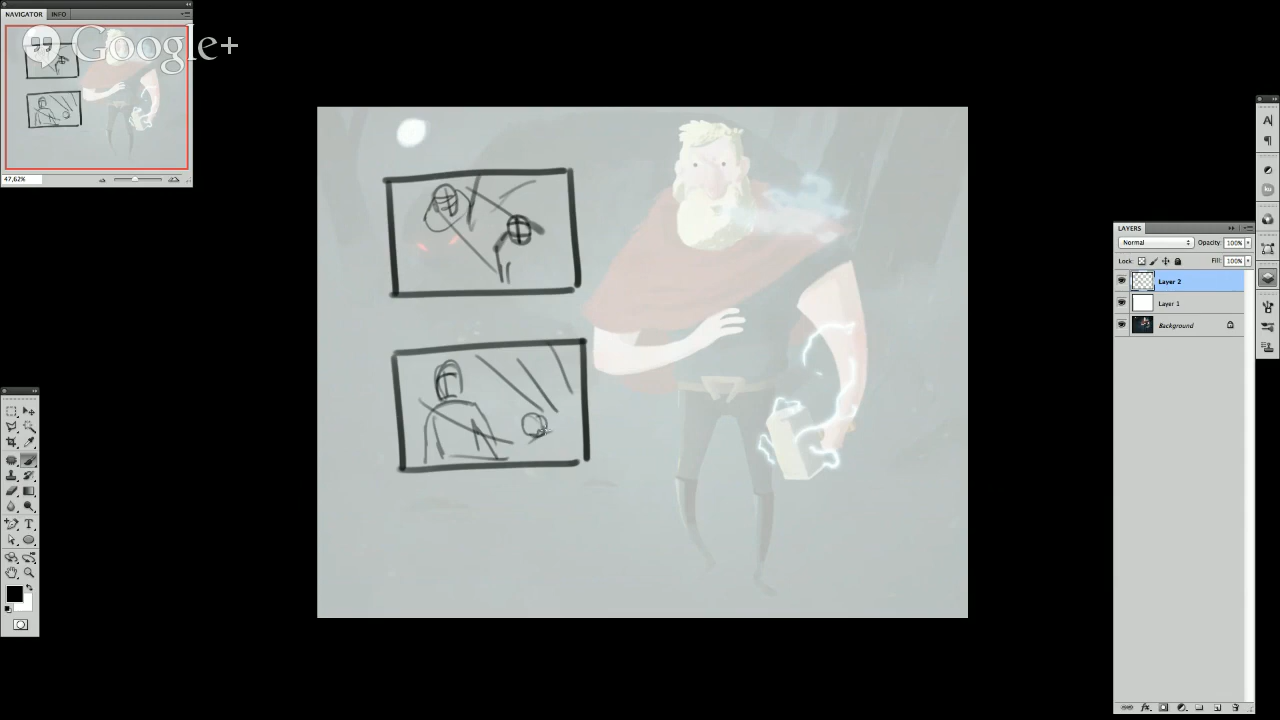 NAVIGATOR INFO
Google+
47,62%
LAYERS
Normal Opacity: 100%
Lock: Fill: 100%
Layer 2
Layer 1
Background